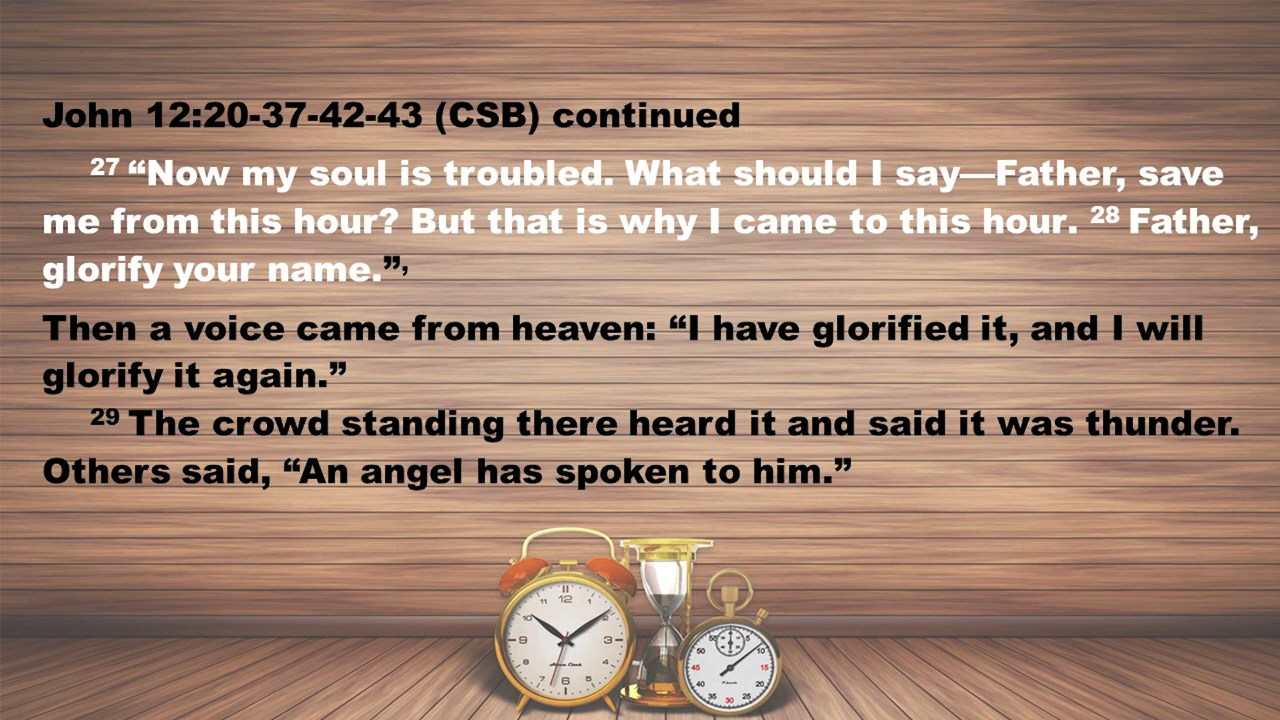 John 12:20-37-42-43 (CSB) continued
27 “Now my soul is troubled. What should I say—Father, save
me from this hour? But that is why I came to this hour. 28 Father,
glorify your name.”,
Then a voice came from heaven: “I have glorified it, and I will
glorify it again.”
29 The crowd standing there heard it and said it was thunder.
Others said, “An angel has spoken to him.”